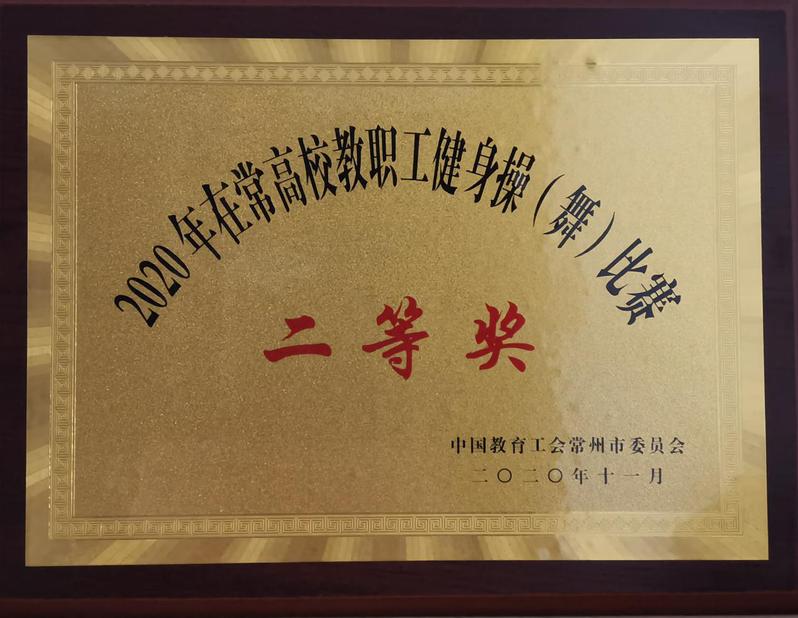 2020年在常高校教职工健身操（舞）比赛
二等奖
中国教育工会常州市委员会
二〇二〇年十一月